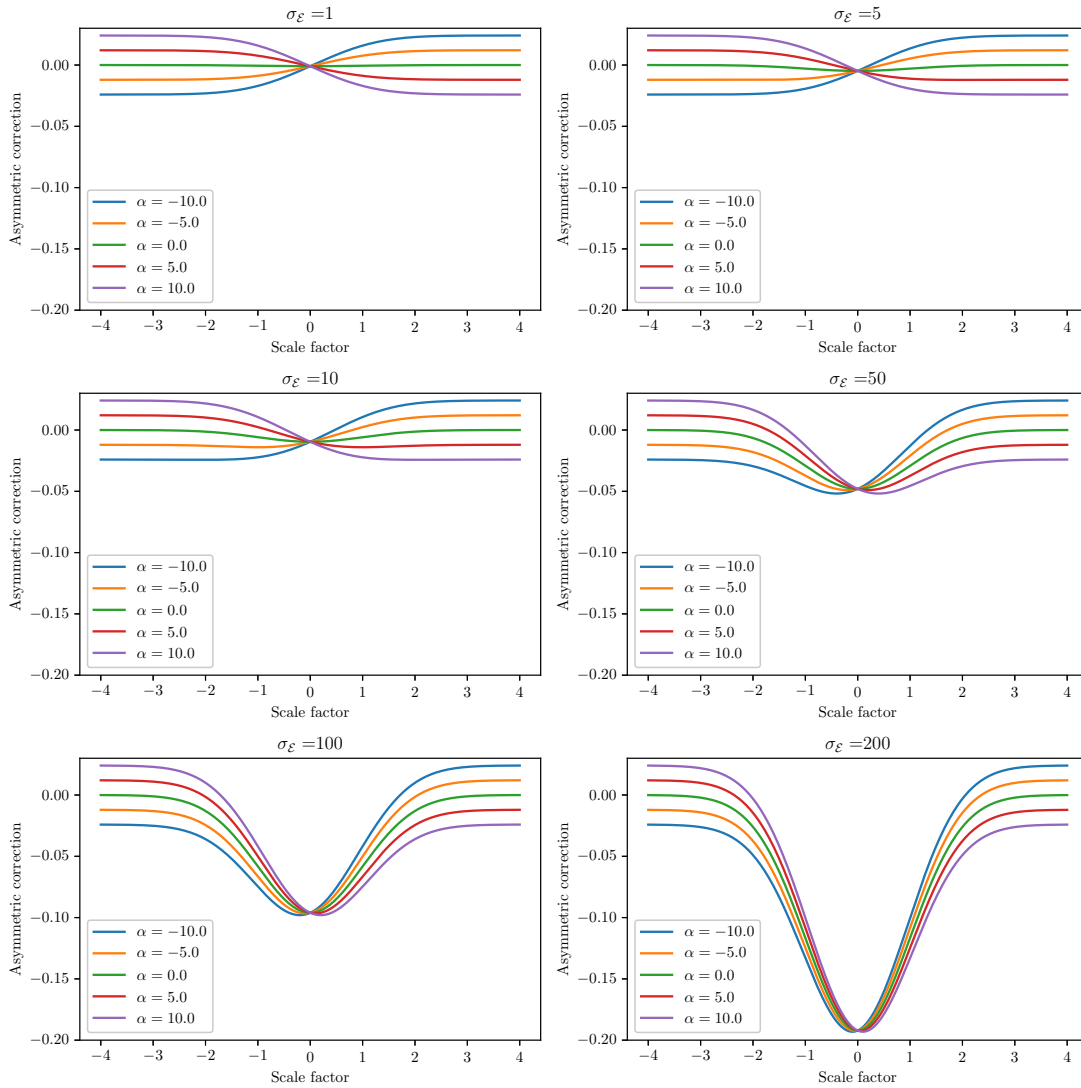 σ_ℰ =1
Asymmetric correction
0.00
−0.05
−0.10
−0.15
−0.20
α = −10.0
α = −5.0
α = 0.0
α = 5.0
α = 10.0
−4 −3 −2 −1 0 1 2 3 4
Scale factor
σ_ℰ =5
Asymmetric correction
0.00
−0.05
−0.10
−0.15
−0.20
α = −10.0
α = −5.0
α = 0.0
α = 5.0
α = 10.0
−4 −3 −2 −1 0 1 2 3 4
Scale factor
σ_ℰ =10
Asymmetric correction
0.00
−0.05
−0.10
−0.15
−0.20
α = −10.0
α = −5.0
α = 0.0
α = 5.0
α = 10.0
−4 −3 −2 −1 0 1 2 3 4
Scale factor
σ_ℰ =50
Asymmetric correction
0.00
−0.05
−0.10
−0.15
−0.20
α = −10.0
α = −5.0
α = 0.0
α = 5.0
α = 10.0
−4 −3 −2 −1 0 1 2 3 4
Scale factor
σ_ℰ =100
Asymmetric correction
0.00
−0.05
−0.10
−0.15
−0.20
α = −10.0
α = −5.0
α = 0.0
α = 5.0
α = 10.0
−4 −3 −2 −1 0 1 2 3 4
Scale factor
σ_ℰ =200
Asymmetric correction
0.00
−0.05
−0.10
−0.15
−0.20
α = −10.0
α = −5.0
α = 0.0
α = 5.0
α = 10.0
−4 −3 −2 −1 0 1 2 3 4
Scale factor